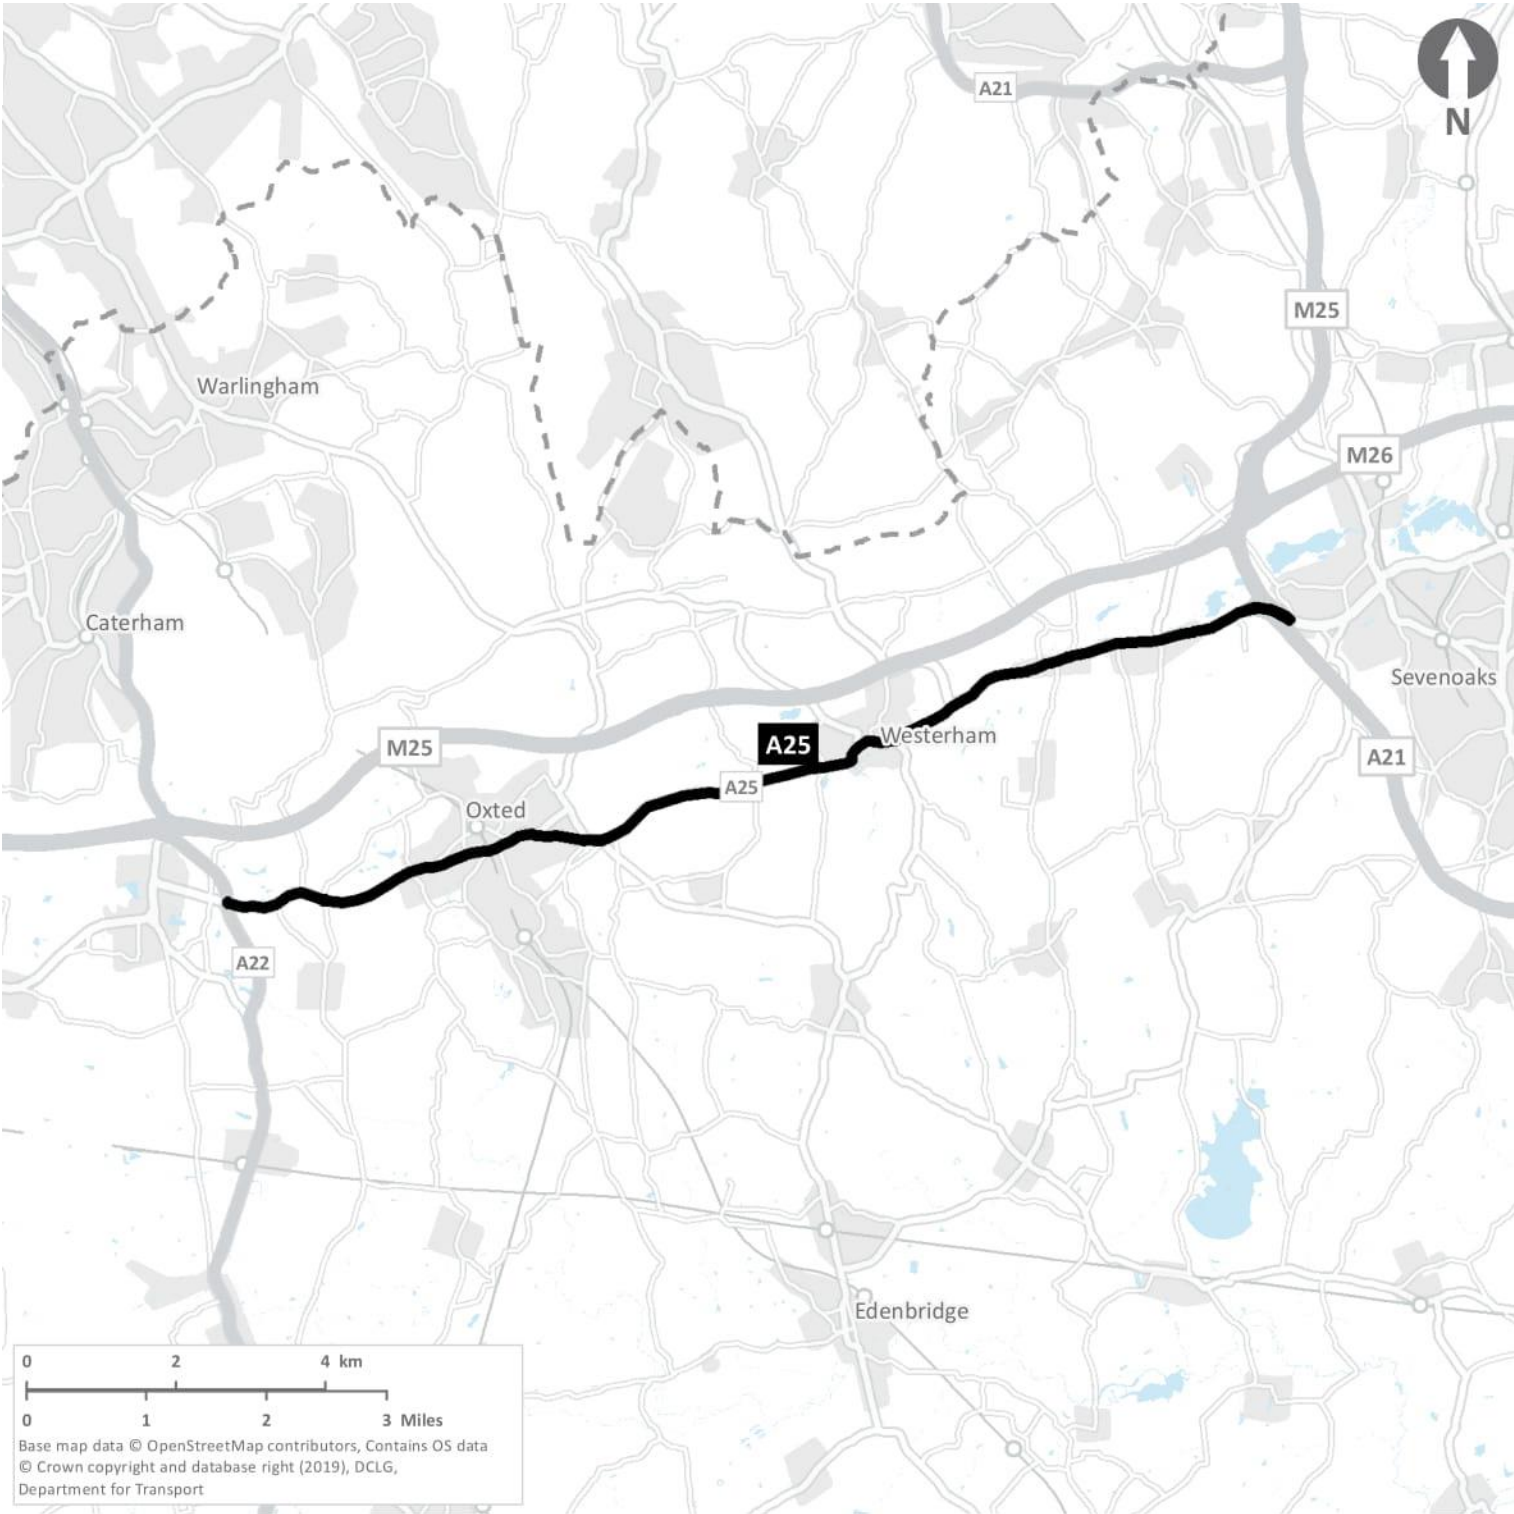 A21
N
M25
Warlingham
M26
Caterham
Sevenoaks
M25
A25
Westerham
A21
A25
Oxted
A22
Edenbridge
0 2 4 km
0 1 2 3 Miles
Base map data © OpenStreetMap contributors, Contains OS data
© Crown copyright and database right (2019), DCLG,
Department for Transport